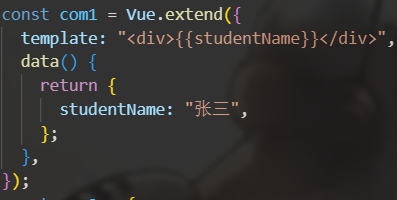 const com1 = Vue.extend({
  template: "<div>{{studentName}}</div>",
  data() {
    return {
      studentName: "张三",
    };
  },
});